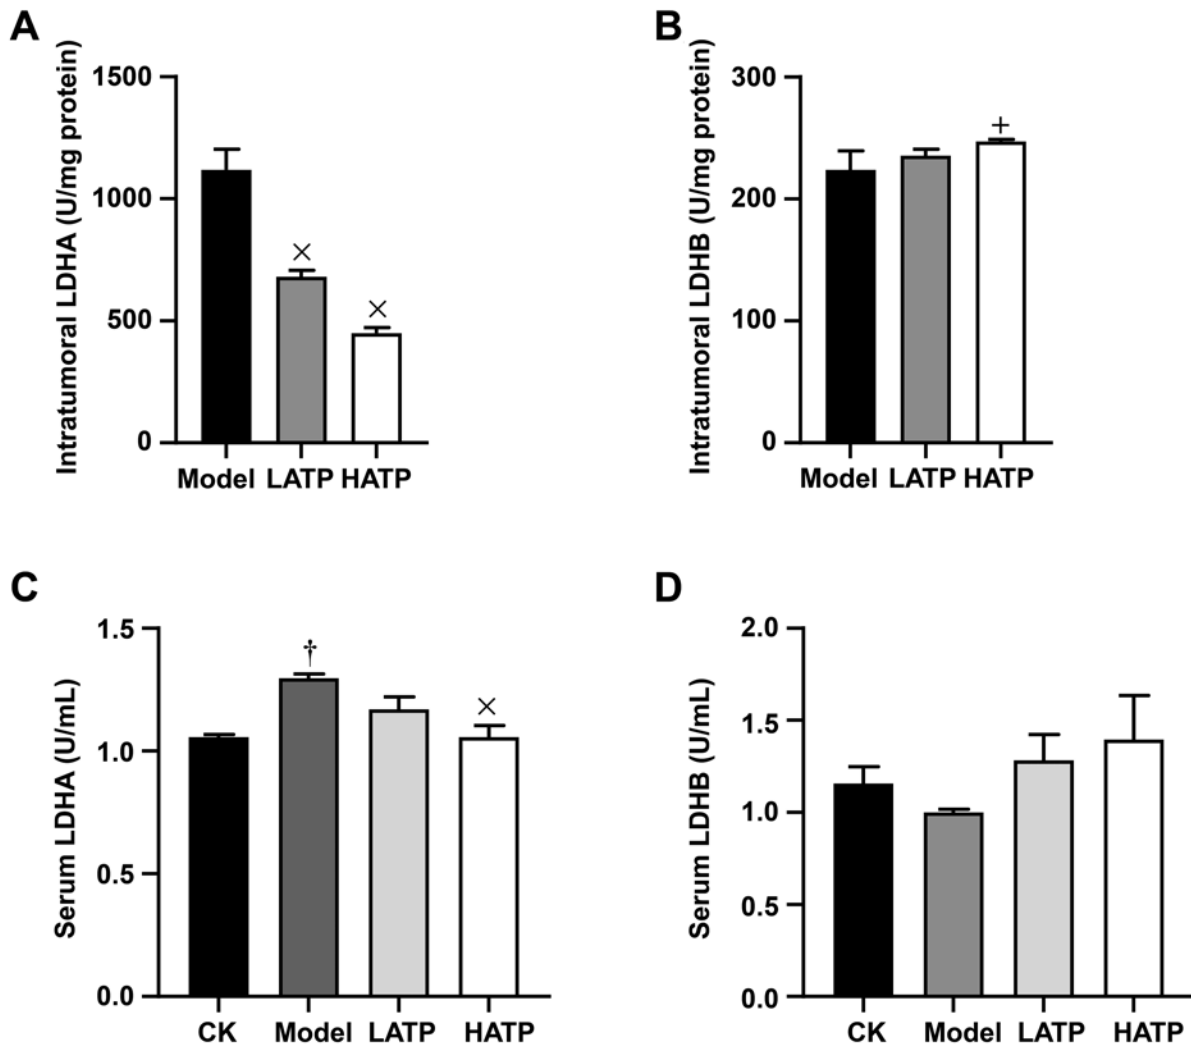 A
Intratumoral LDHA (U/mg protein)
1500
1000
500
0
×
×
Model LATP HATP
B
Intratumoral LDHB (U/mg protein)
300
200
100
0
+
Model LATP HATP
C
Serum LDHA (U/mL)
1.5
1.0
0.5
0.0
†
×
CK Model LATP HATP
D
Serum LDHB (U/mL)
2.0
1.5
1.0
0.5
0.0
CK Model LATP HATP